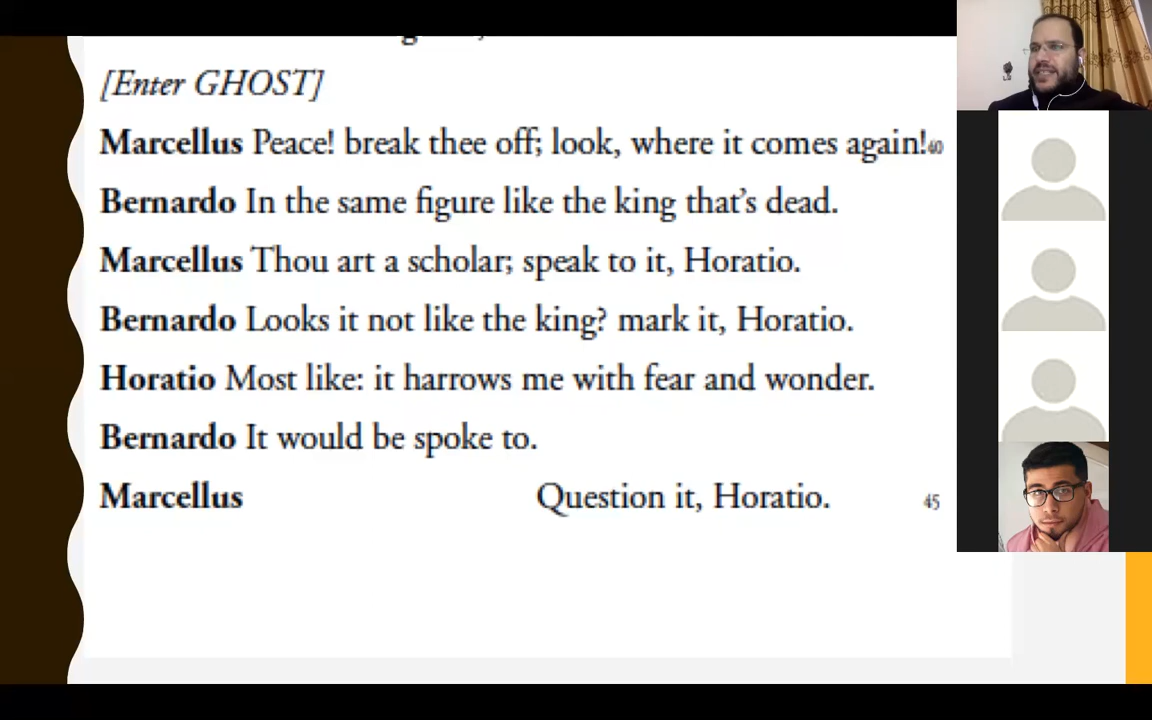 [Enter GHOST]
Marcellus Peace! break thee off; look, where it comes again!40
Bernardo In the same figure like the king that's dead.
Marcellus Thou art a scholar; speak to it, Horatio.
Bernardo Looks it not like the king? mark it, Horatio.
Horatio Most like: it harrows me with fear and wonder.
Bernardo It would be spoke to.
Marcellus Question it, Horatio. 45